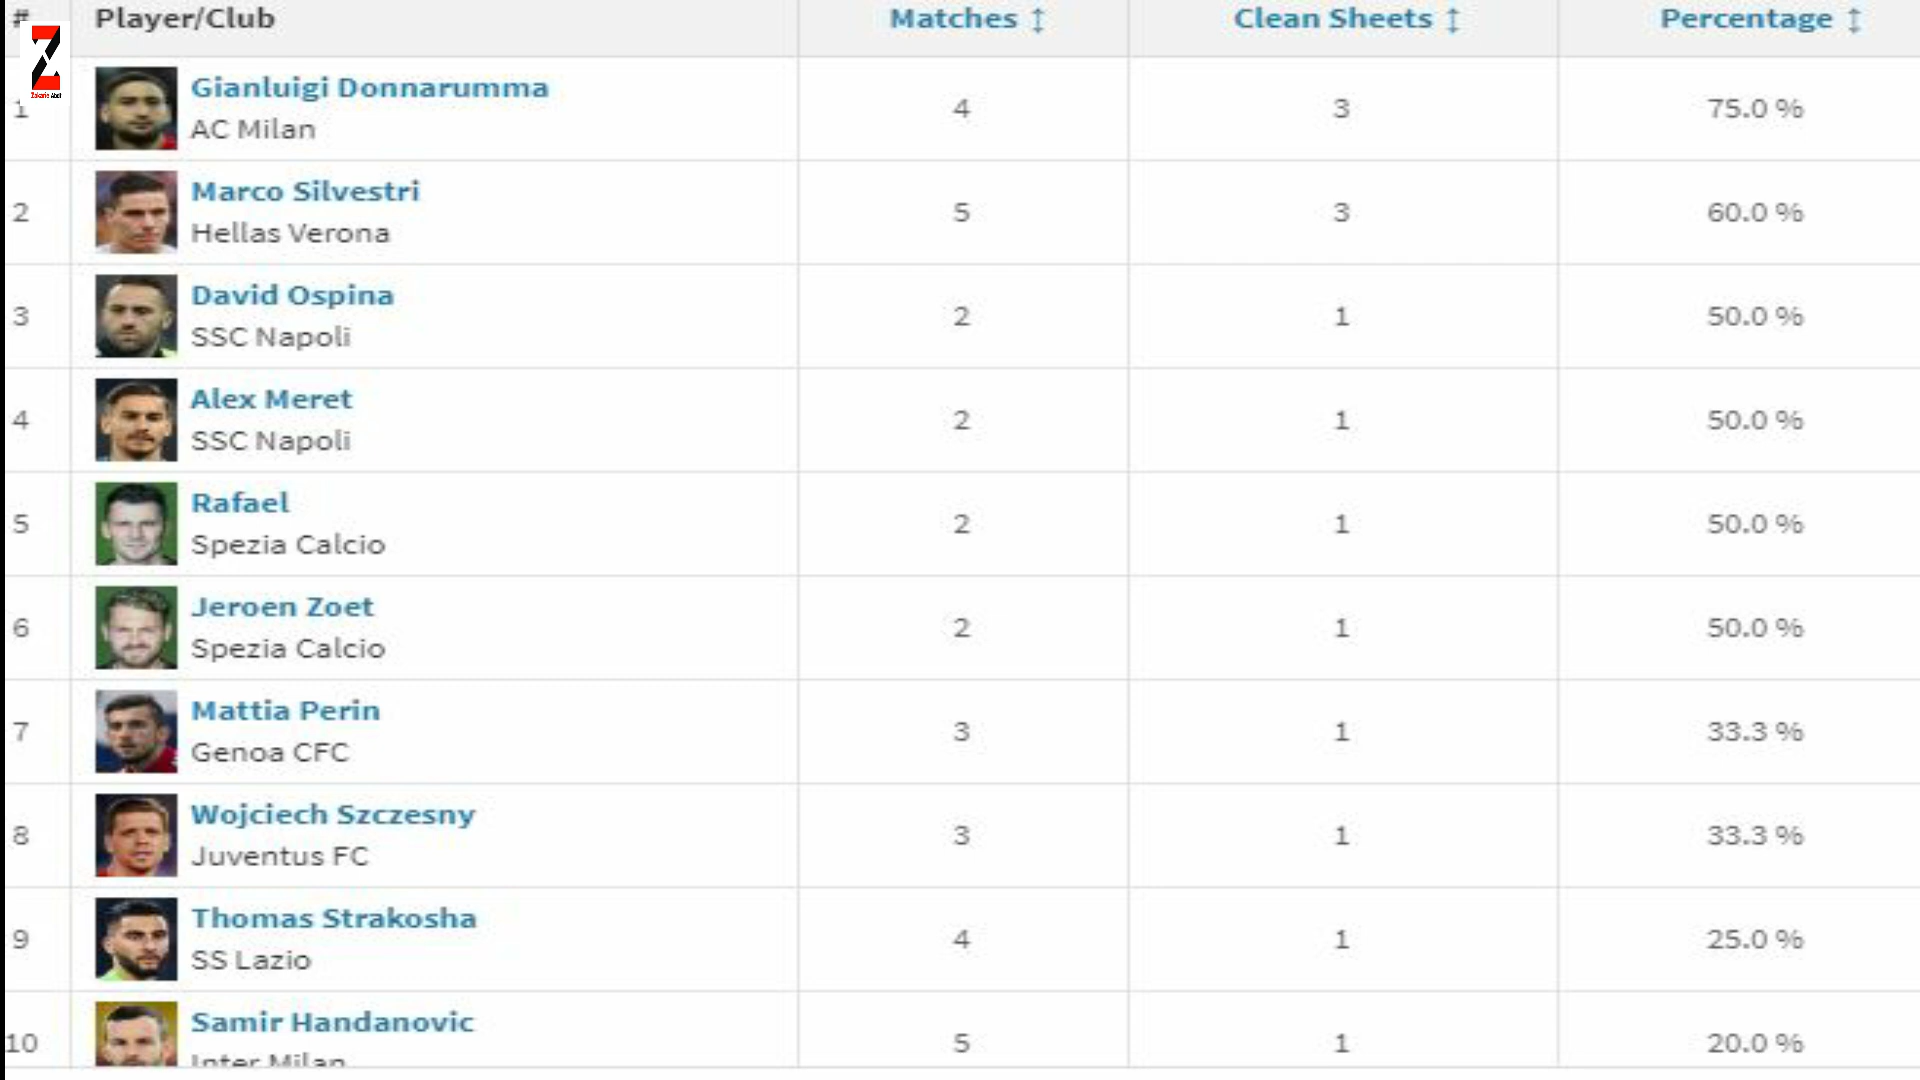 # Player/Club Matches ↕ Clean Sheets ↕ Percentage ↕
Zakarie Abdi
1 Gianluigi Donnarumma 4 3 75.0 %
AC Milan
2 Marco Silvestri 5 3 60.0 %
Hellas Verona
3 David Ospina 2 1 50.0 %
SSC Napoli
4 Alex Meret 2 1 50.0 %
SSC Napoli
5 Rafael 2 1 50.0 %
Spezia Calcio
6 Jeroen Zoet 2 1 50.0 %
Spezia Calcio
7 Mattia Perin 3 1 33.3 %
Genoa CFC
8 Wojciech Szczesny 3 1 33.3 %
Juventus FC
9 Thomas Strakosha 4 1 25.0 %
SS Lazio
10 Samir Handanovic 5 1 20.0 %
Inter Milan